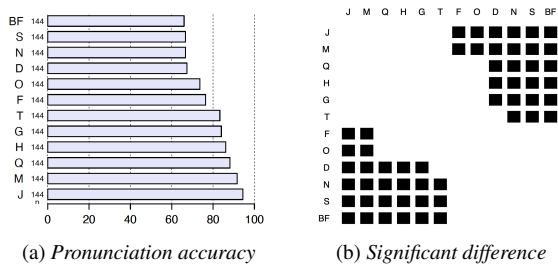 BF 144
S 144
N 144
D 144
O 144
F 144
T 144
G 144
H 144
Q 144
M 144
J 144
n
0 20 40 60 80 100
(a) Pronunciation accuracy
J M Q H G T F O D N S BF
J
M
Q
H
G
T
F
O
D
N
S
BF
(b) Significant difference